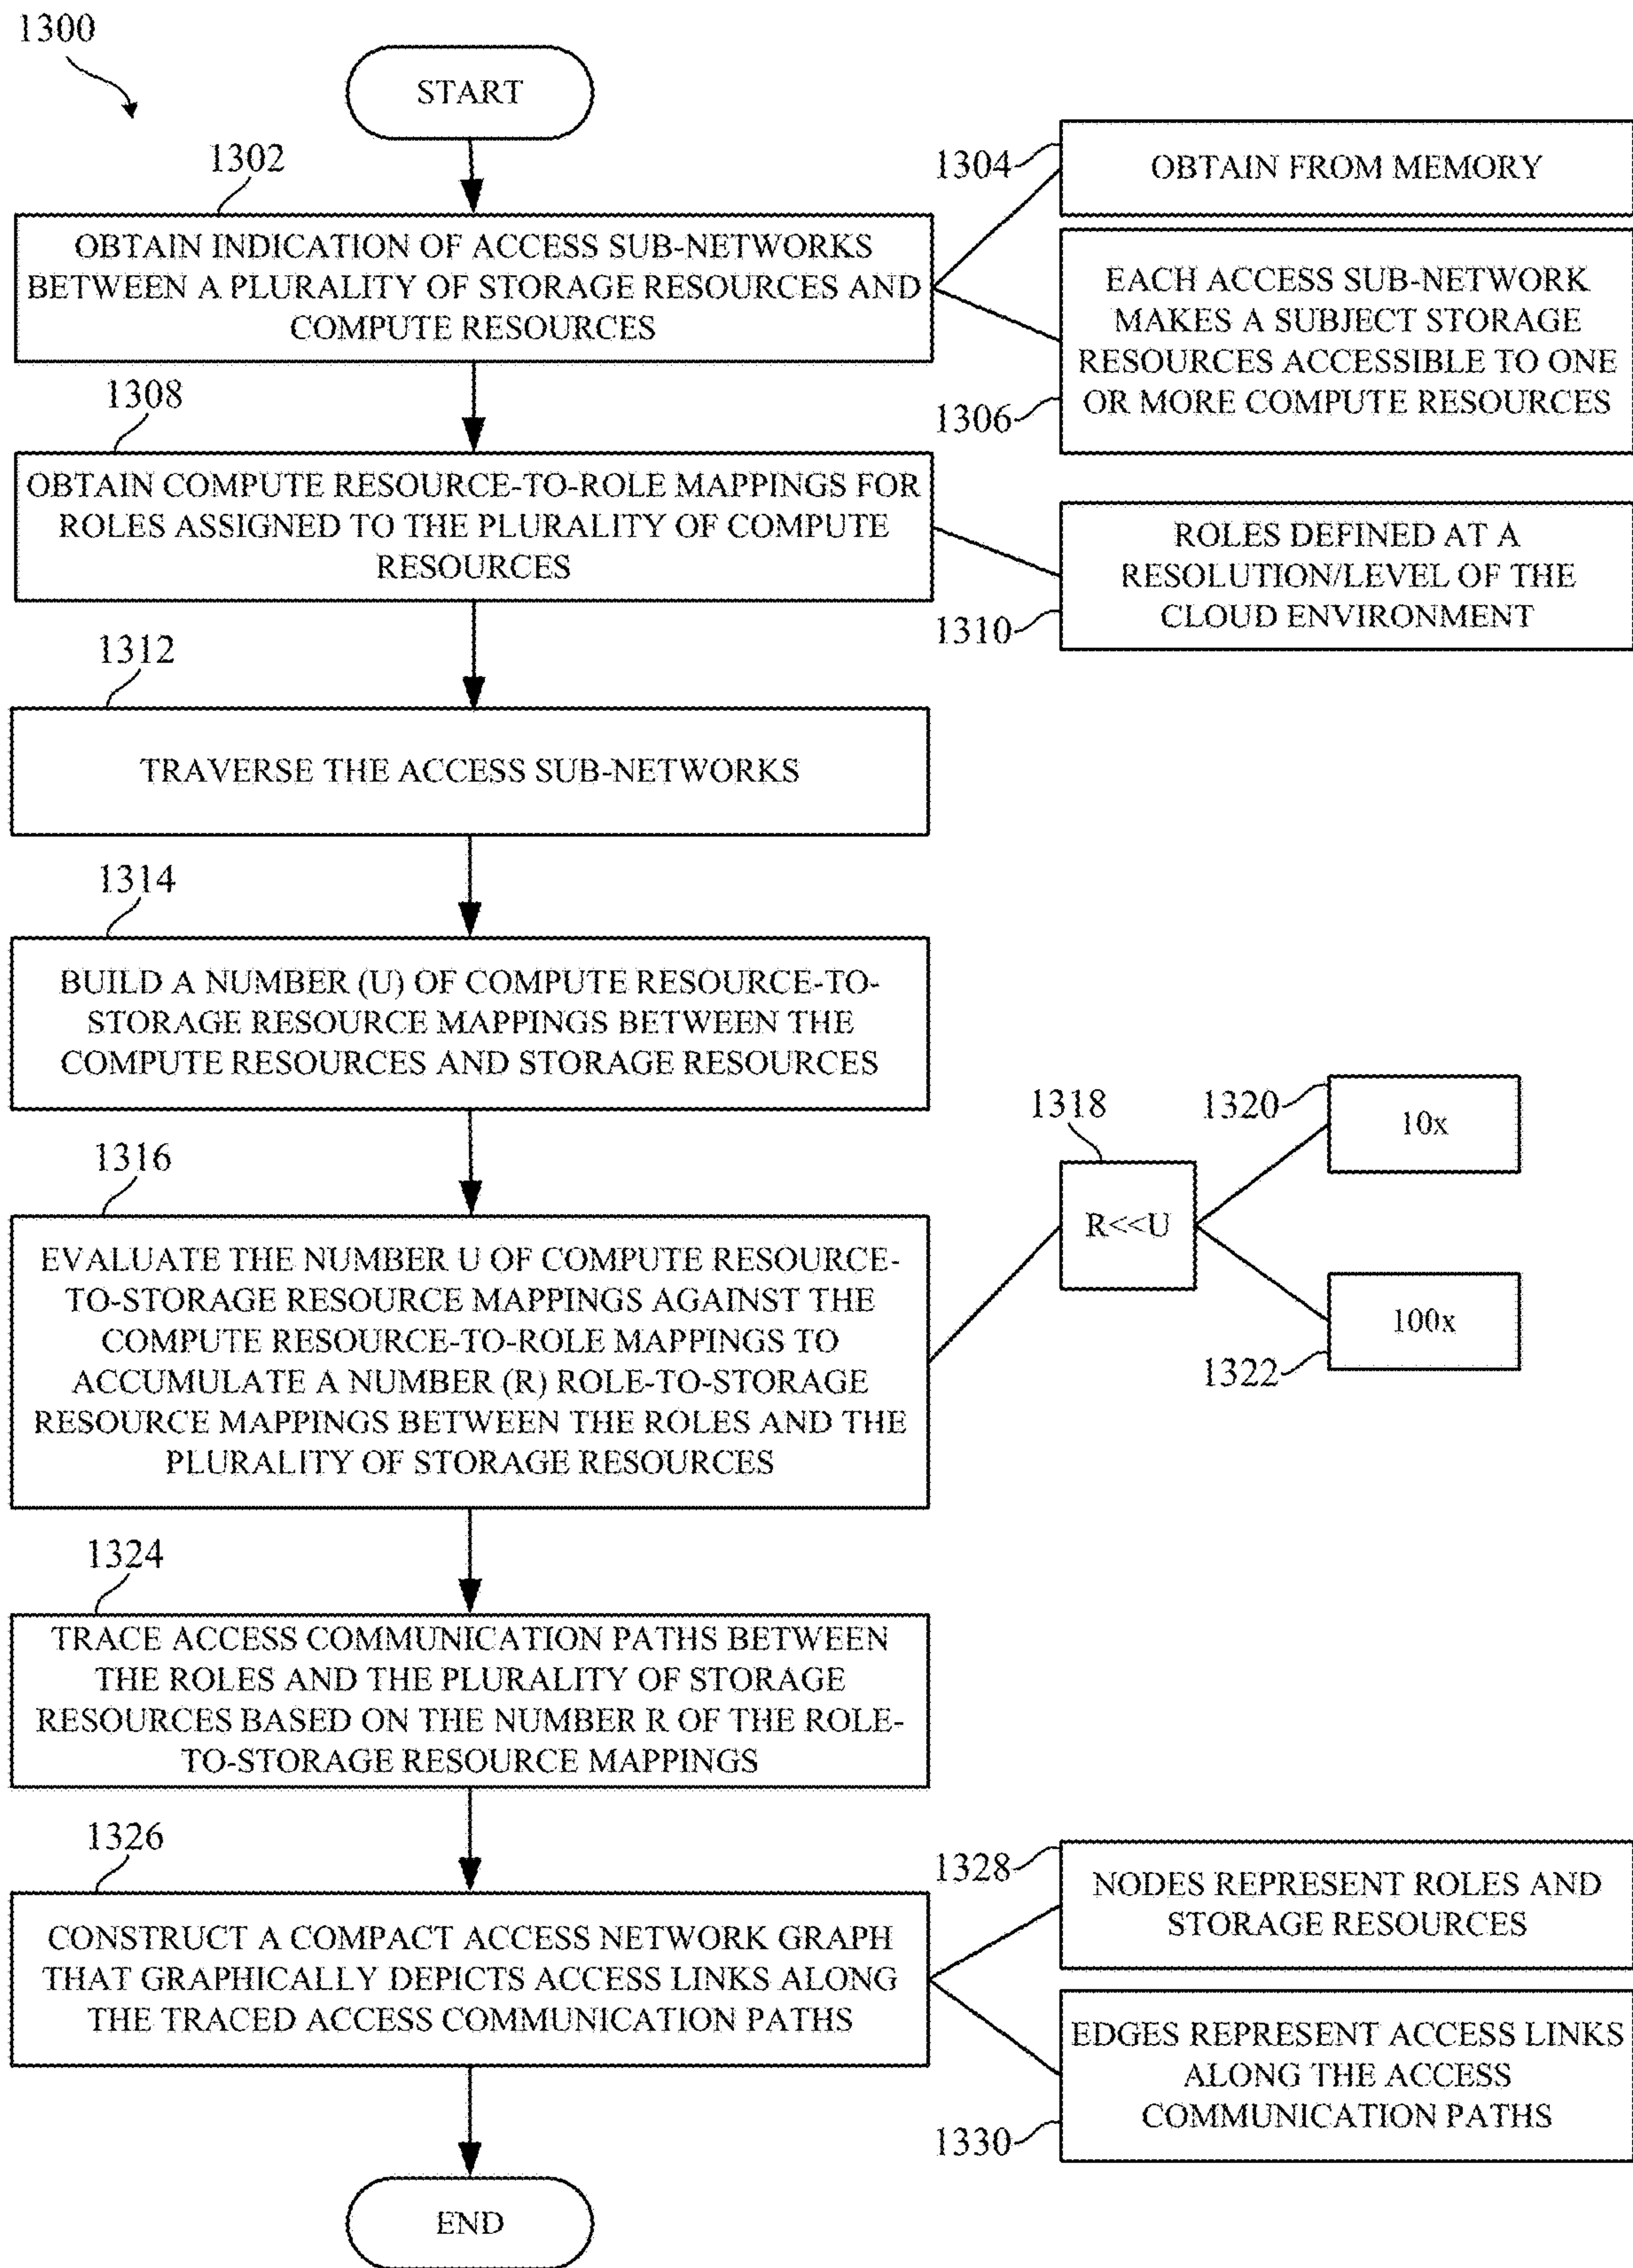 1300
START
1302
OBTAIN INDICATION OF ACCESS SUB-NETWORKS
BETWEEN A PLURALITY OF STORAGE RESOURCES AND
COMPUTE RESOURCES
1304
OBTAIN FROM MEMORY
1306
EACH ACCESS SUB-NETWORK
MAKES A SUBJECT STORAGE
RESOURCES ACCESSIBLE TO ONE
OR MORE COMPUTE RESOURCES
1308
OBTAIN COMPUTE RESOURCE-TO-ROLE MAPPINGS FOR
ROLES ASSIGNED TO THE PLURALITY OF COMPUTE
RESOURCES
1310
ROLES DEFINED AT A
RESOLUTION/LEVEL OF THE
CLOUD ENVIRONMENT
1312
TRAVERSE THE ACCESS SUB-NETWORKS
1314
BUILD A NUMBER (U) OF COMPUTE RESOURCE-TO-
STORAGE RESOURCE MAPPINGS BETWEEN THE
COMPUTE RESOURCES AND STORAGE RESOURCES
1316
EVALUATE THE NUMBER U OF COMPUTE RESOURCE-
TO-STORAGE RESOURCE MAPPINGS AGAINST THE
COMPUTE RESOURCE-TO-ROLE MAPPINGS TO
ACCUMULATE A NUMBER (R) ROLE-TO-STORAGE
RESOURCE MAPPINGS BETWEEN THE ROLES AND THE
PLURALITY OF STORAGE RESOURCES
1318
R<<U
1320
10x
1322
100x
1324
TRACE ACCESS COMMUNICATION PATHS BETWEEN
THE ROLES AND THE PLURALITY OF STORAGE
RESOURCES BASED ON THE NUMBER R OF THE ROLE-
TO-STORAGE RESOURCE MAPPINGS
1326
CONSTRUCT A COMPACT ACCESS NETWORK GRAPH
THAT GRAPHICALLY DEPICTS ACCESS LINKS ALONG
THE TRACED ACCESS COMMUNICATION PATHS
1328
NODES REPRESENT ROLES AND
STORAGE RESOURCES
1330
EDGES REPRESENT ACCESS LINKS
ALONG THE ACCESS
COMMUNICATION PATHS
END